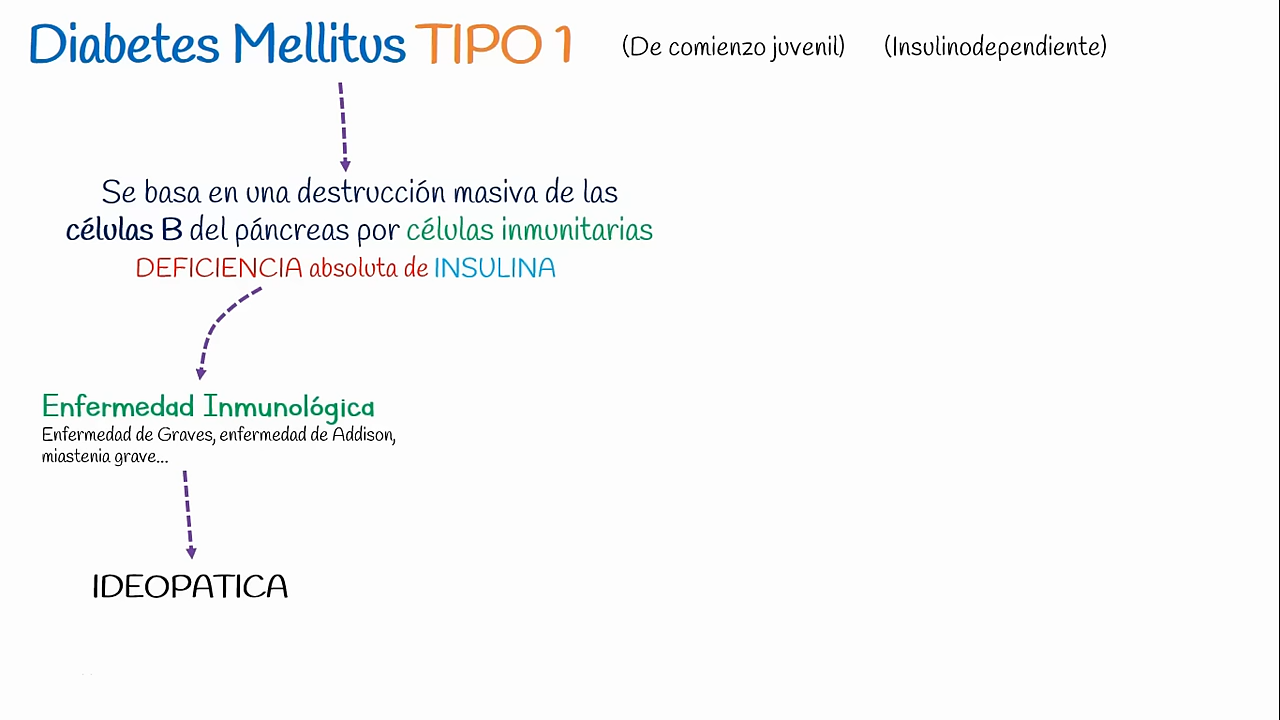 Diabetes Mellitus TIPO 1 (De comienzo juvenil) (Insulinodependiente)
Se basa en una destrucción masiva de las
células B del páncreas por células inmunitarias
DEFICIENCIA absoluta de INSULINA
Enfermedad Inmunológica
Enfermedad de Graves, enfermedad de Addison,
miastenia grave...
IDEOPATICA